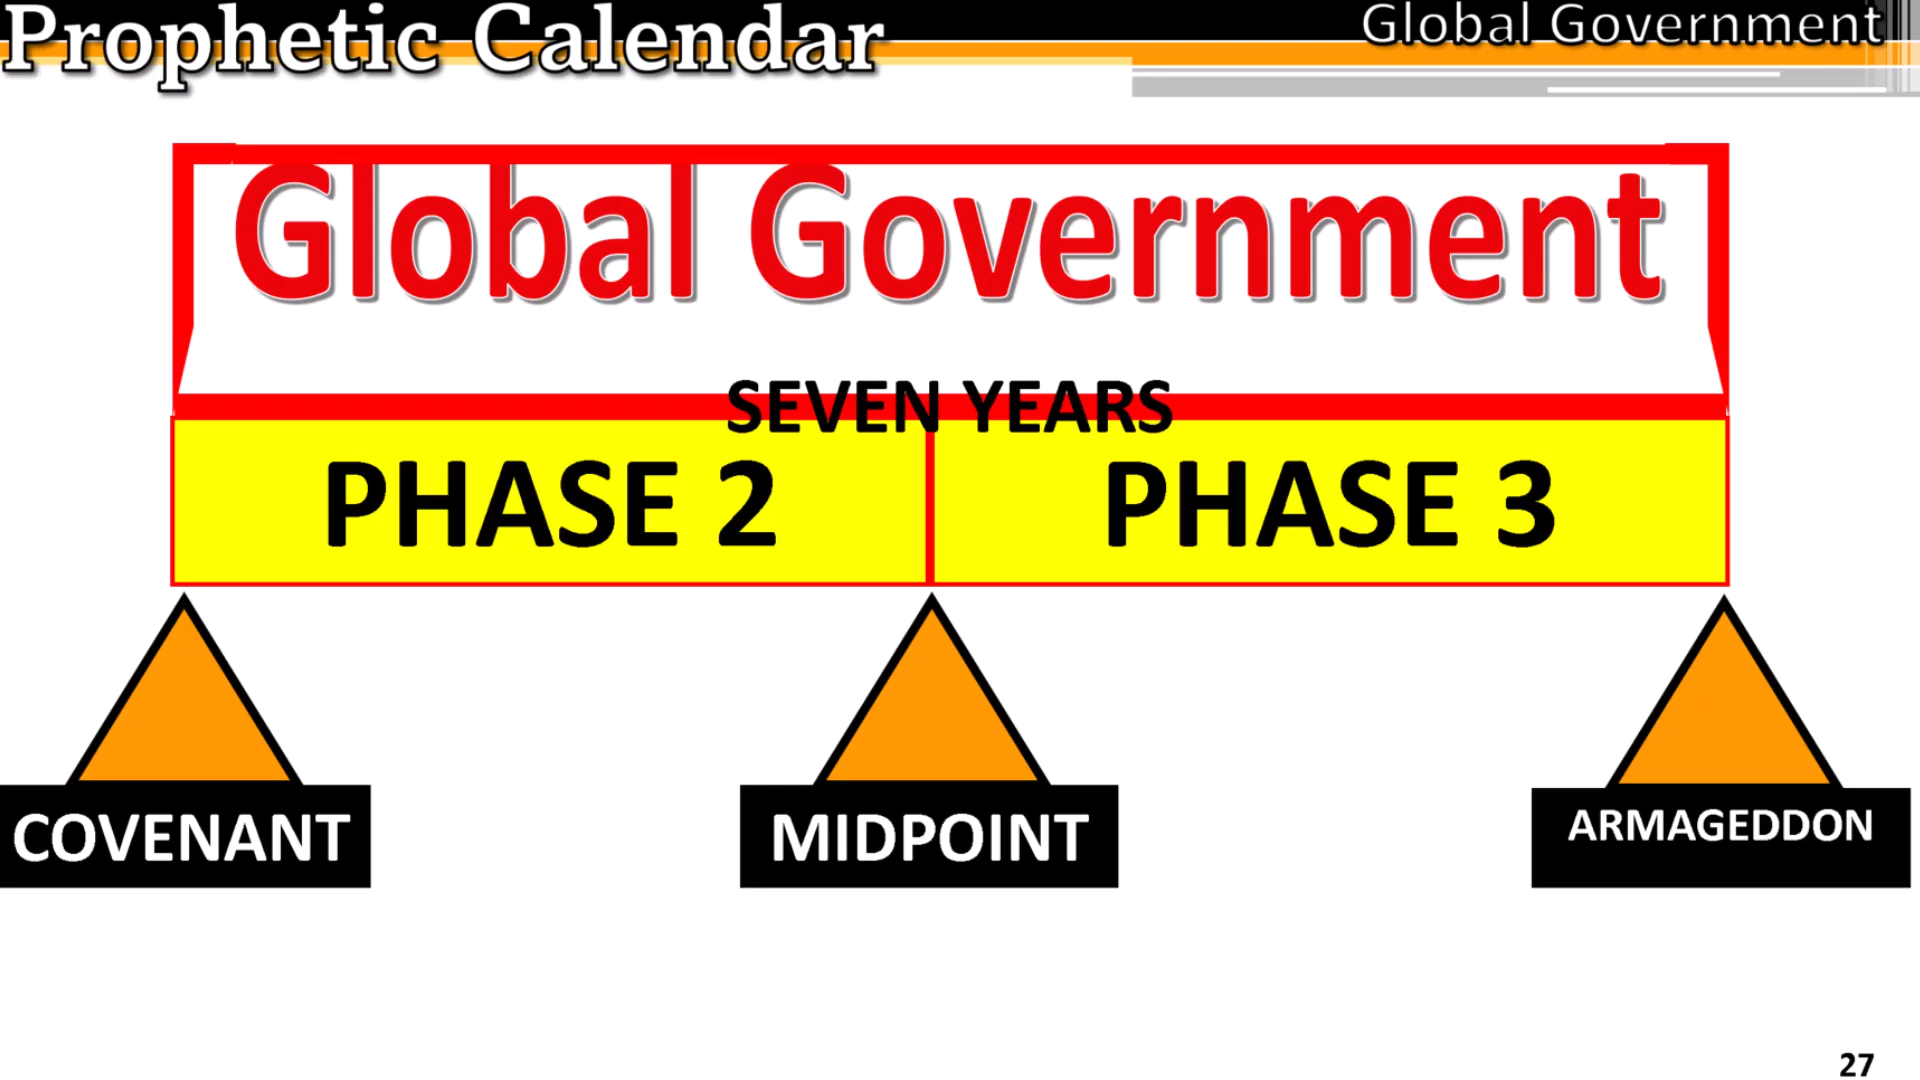 Prophetic Calendar
Global Government
Global Government
SEVEN YEARS
PHASE 2
PHASE 3
COVENANT
MIDPOINT
ARMAGEDDON
27